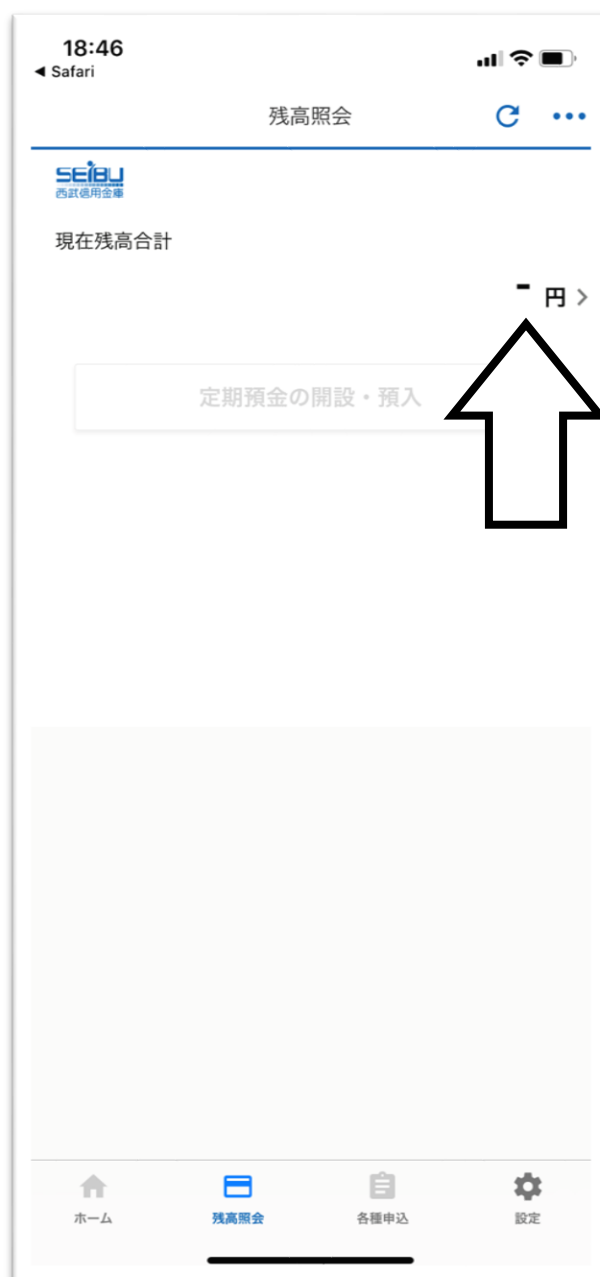 18:46
◀ Safari
残高照会
SEIBU
西武信用金庫
現在残高合計
- 円 >
定期預金の開設・預入
ホーム
残高照会
各種申込
設定